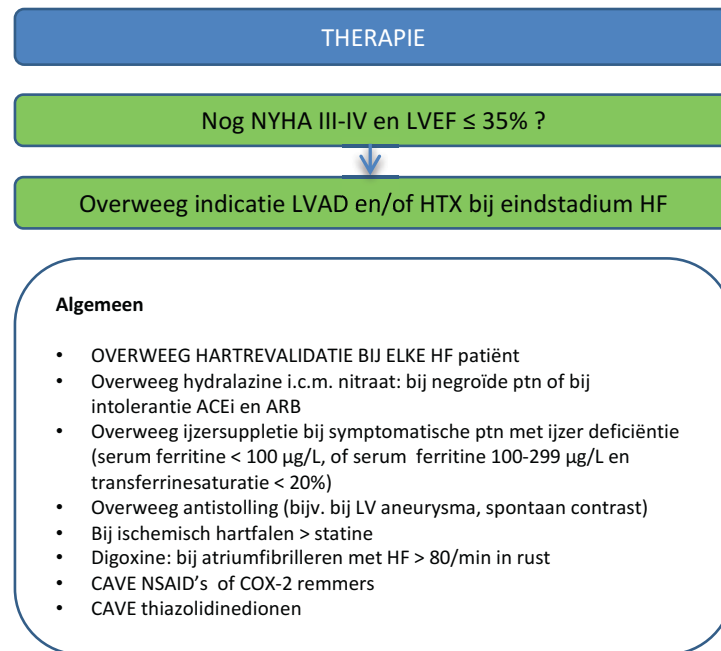 THERAPIE
Nog NYHA III-IV en LVEF ≤ 35% ?
Overweeg indicatie LVAD en/of HTX bij eindstadium HF
Algemeen
• OVERWEEG HARTREVALIDATIE BIJ ELKE HF patiënt
• Overweeg hydralazine i.c.m. nitraat: bij negroïde ptn of bij
intolerantie ACEi en ARB
• Overweeg ijzersuppletie bij symptomatische ptn met ijzer deficiëntie
(serum ferritine < 100 µg/L, of serum ferritine 100-299 µg/L en
transferrinesaturatie < 20%)
• Overweeg antistolling (bijv. bij LV aneurysma, spontaan contrast)
• Bij ischemisch hartfalen > statine
• Digoxine: bij atriumfibrilleren met HF > 80/min in rust
• CAVE NSAID's of COX-2 remmers
• CAVE thiazolidinedionen